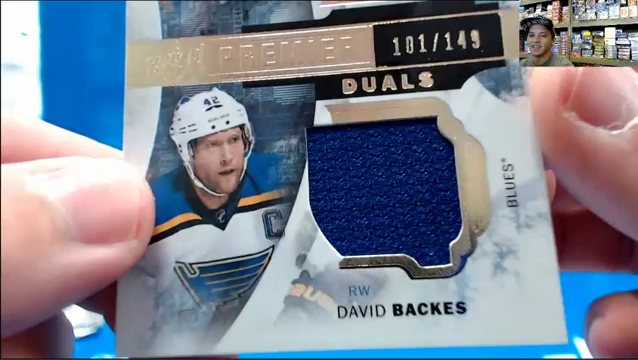 PREMIER
101/149
DUALS
42
C
BLUES
RW
DAVID BACKES